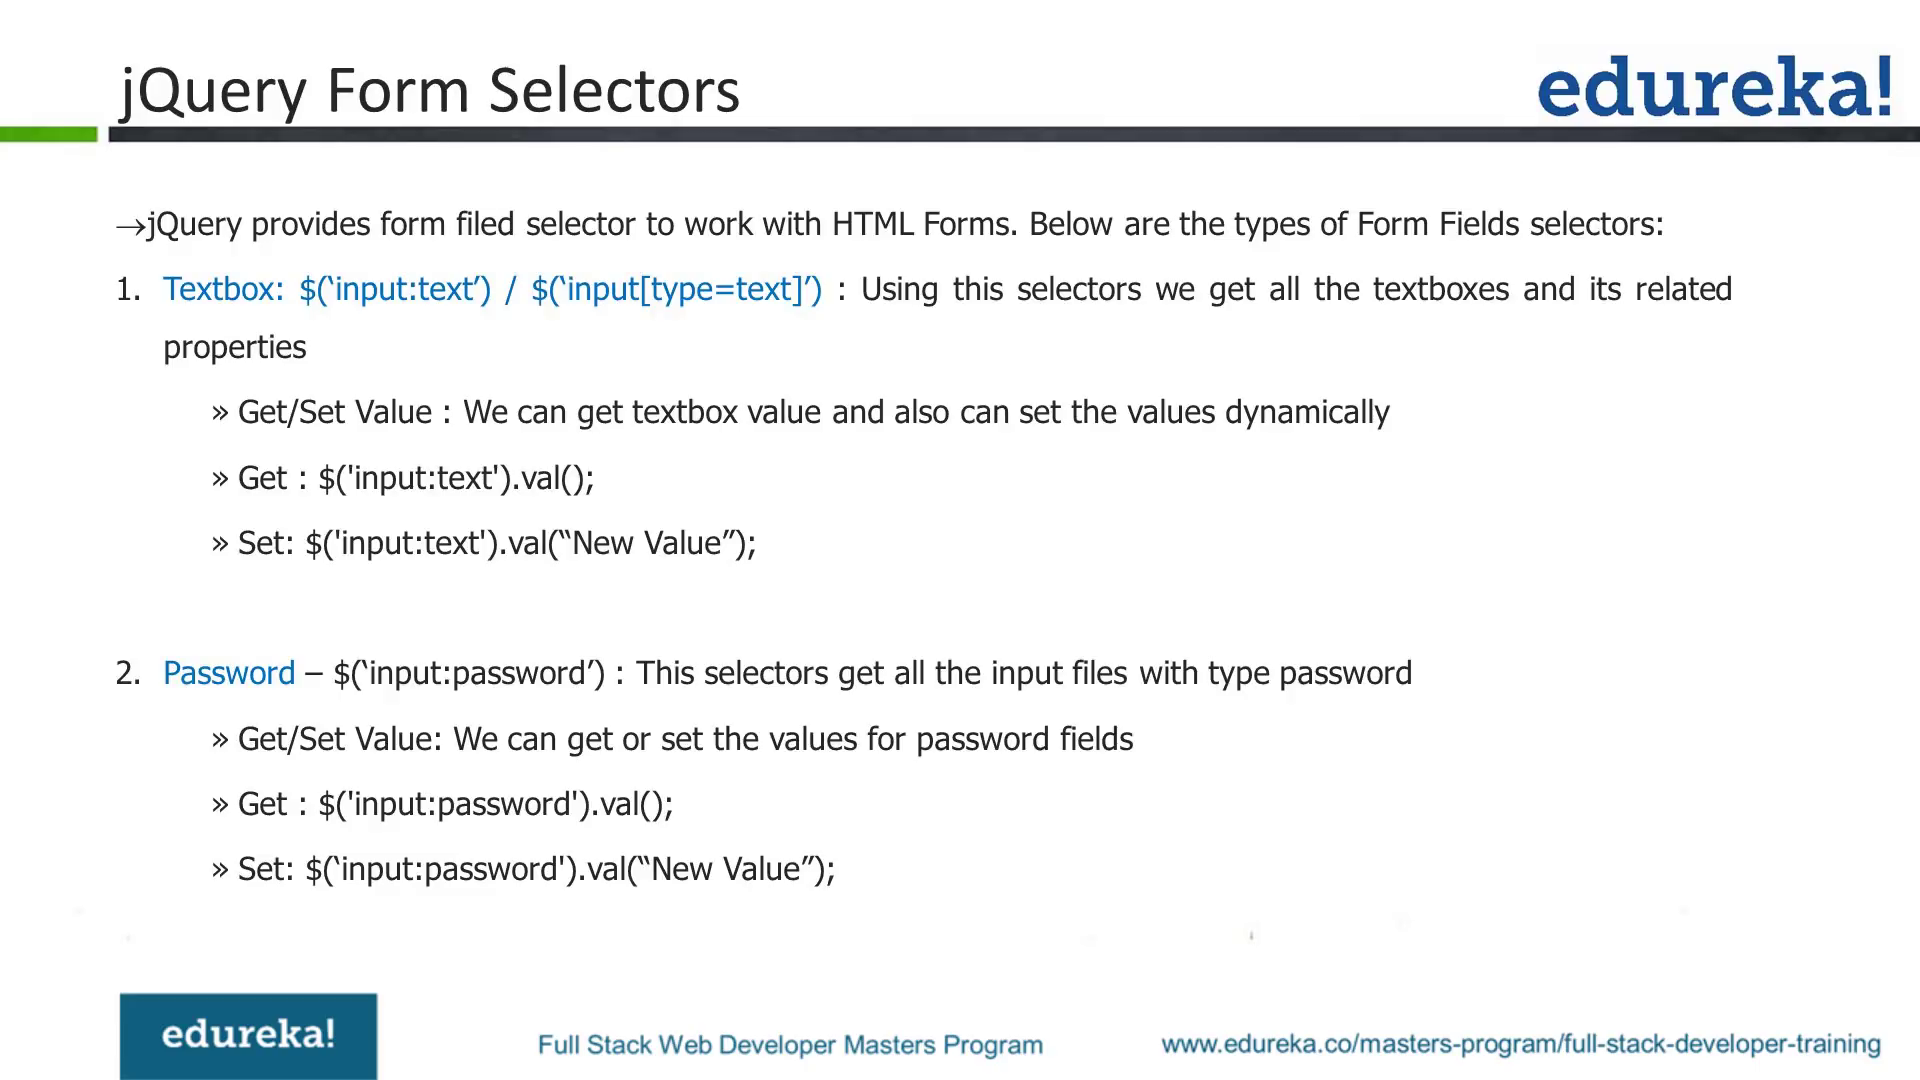 jQuery Form Selectors
edureka!
→jQuery provides form filed selector to work with HTML Forms. Below are the types of Form Fields selectors:
1. Textbox: $(‘input:text’) / $(‘input[type=text]’) : Using this selectors we get all the textboxes and its related
properties
» Get/Set Value : We can get textbox value and also can set the values dynamically
» Get : $('input:text').val();
» Set: $('input:text').val(“New Value”);
2. Password – $(‘input:password’) : This selectors get all the input files with type password
» Get/Set Value: We can get or set the values for password fields
» Get : $('input:password').val();
» Set: $(‘input:password').val(“New Value”);
edureka!
Full Stack Web Developer Masters Program
www.edureka.co/masters-program/full-stack-developer-training